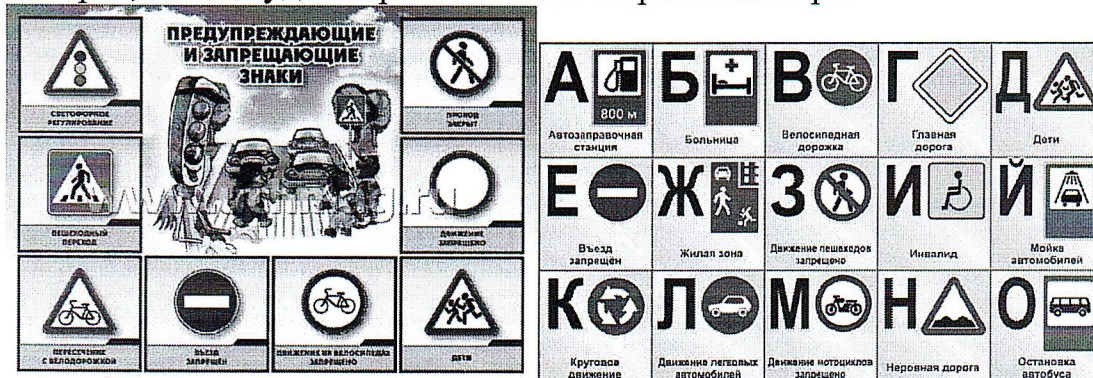 ПРЕДУПРЕЖДАЮЩИЕ
И ЗАПРЕЩАЮЩИЕ
ЗНАКИ
СВЕТОФОРНОЕ
РЕГУЛИРОВАНИЕ
ПРОХОД
ЗАКРЫТ
ПЕШЕХОДНЫЙ
ПЕРЕХОД
ДВИЖЕНИЕ
ЗАПРЕЩЕНО
ПЕРЕСЕЧЕНИЕ
С ВЕЛОДОРОЖКОЙ
ВЪЕЗД
ЗАПРЕЩЁН
ДВИЖЕНИЕ НА ВЕЛОСИПЕДАХ
ЗАПРЕЩЕНО
ДЕТИ
А
800 м
Автозаправочная
станция
Б
Больница
В
Велосипедная
дорожка
Г
Главная
дорога
Д
Дети
Е
Въезд
запрещён
Ж
Жилая зона
З
Движение пешеходов
запрещено
И
Инвалид
Й
Мойка
автомобилей
К
Круговое
движение
Л
Движение легковых
автомобилей
М
Движение мотоциклов
запрещено
Н
Неровная дорога
О
Остановка
автобуса